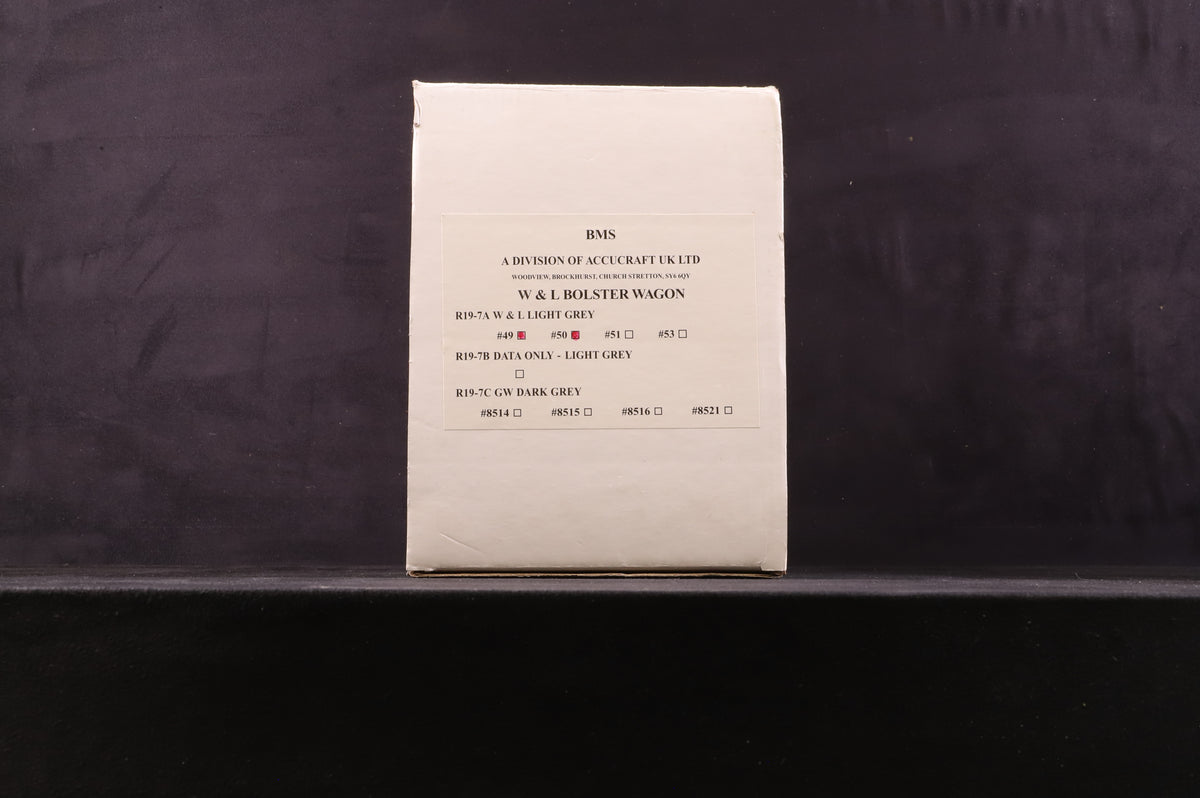 BMS
A DIVISION OF ACCUCRAFT UK LTD
WOODVIEW, BROCKHURST, CHURCH STRETTON, SY6 6QY
W & L BOLSTER WAGON
R19-7A W & L LIGHT GREY
#49 #50 #51 ☐ #53 ☐
R19-7B DATA ONLY - LIGHT GREY
☐
R19-7C GW DARK GREY
#8514 ☐ #8515 ☐ #8516 ☐ #8521 ☐